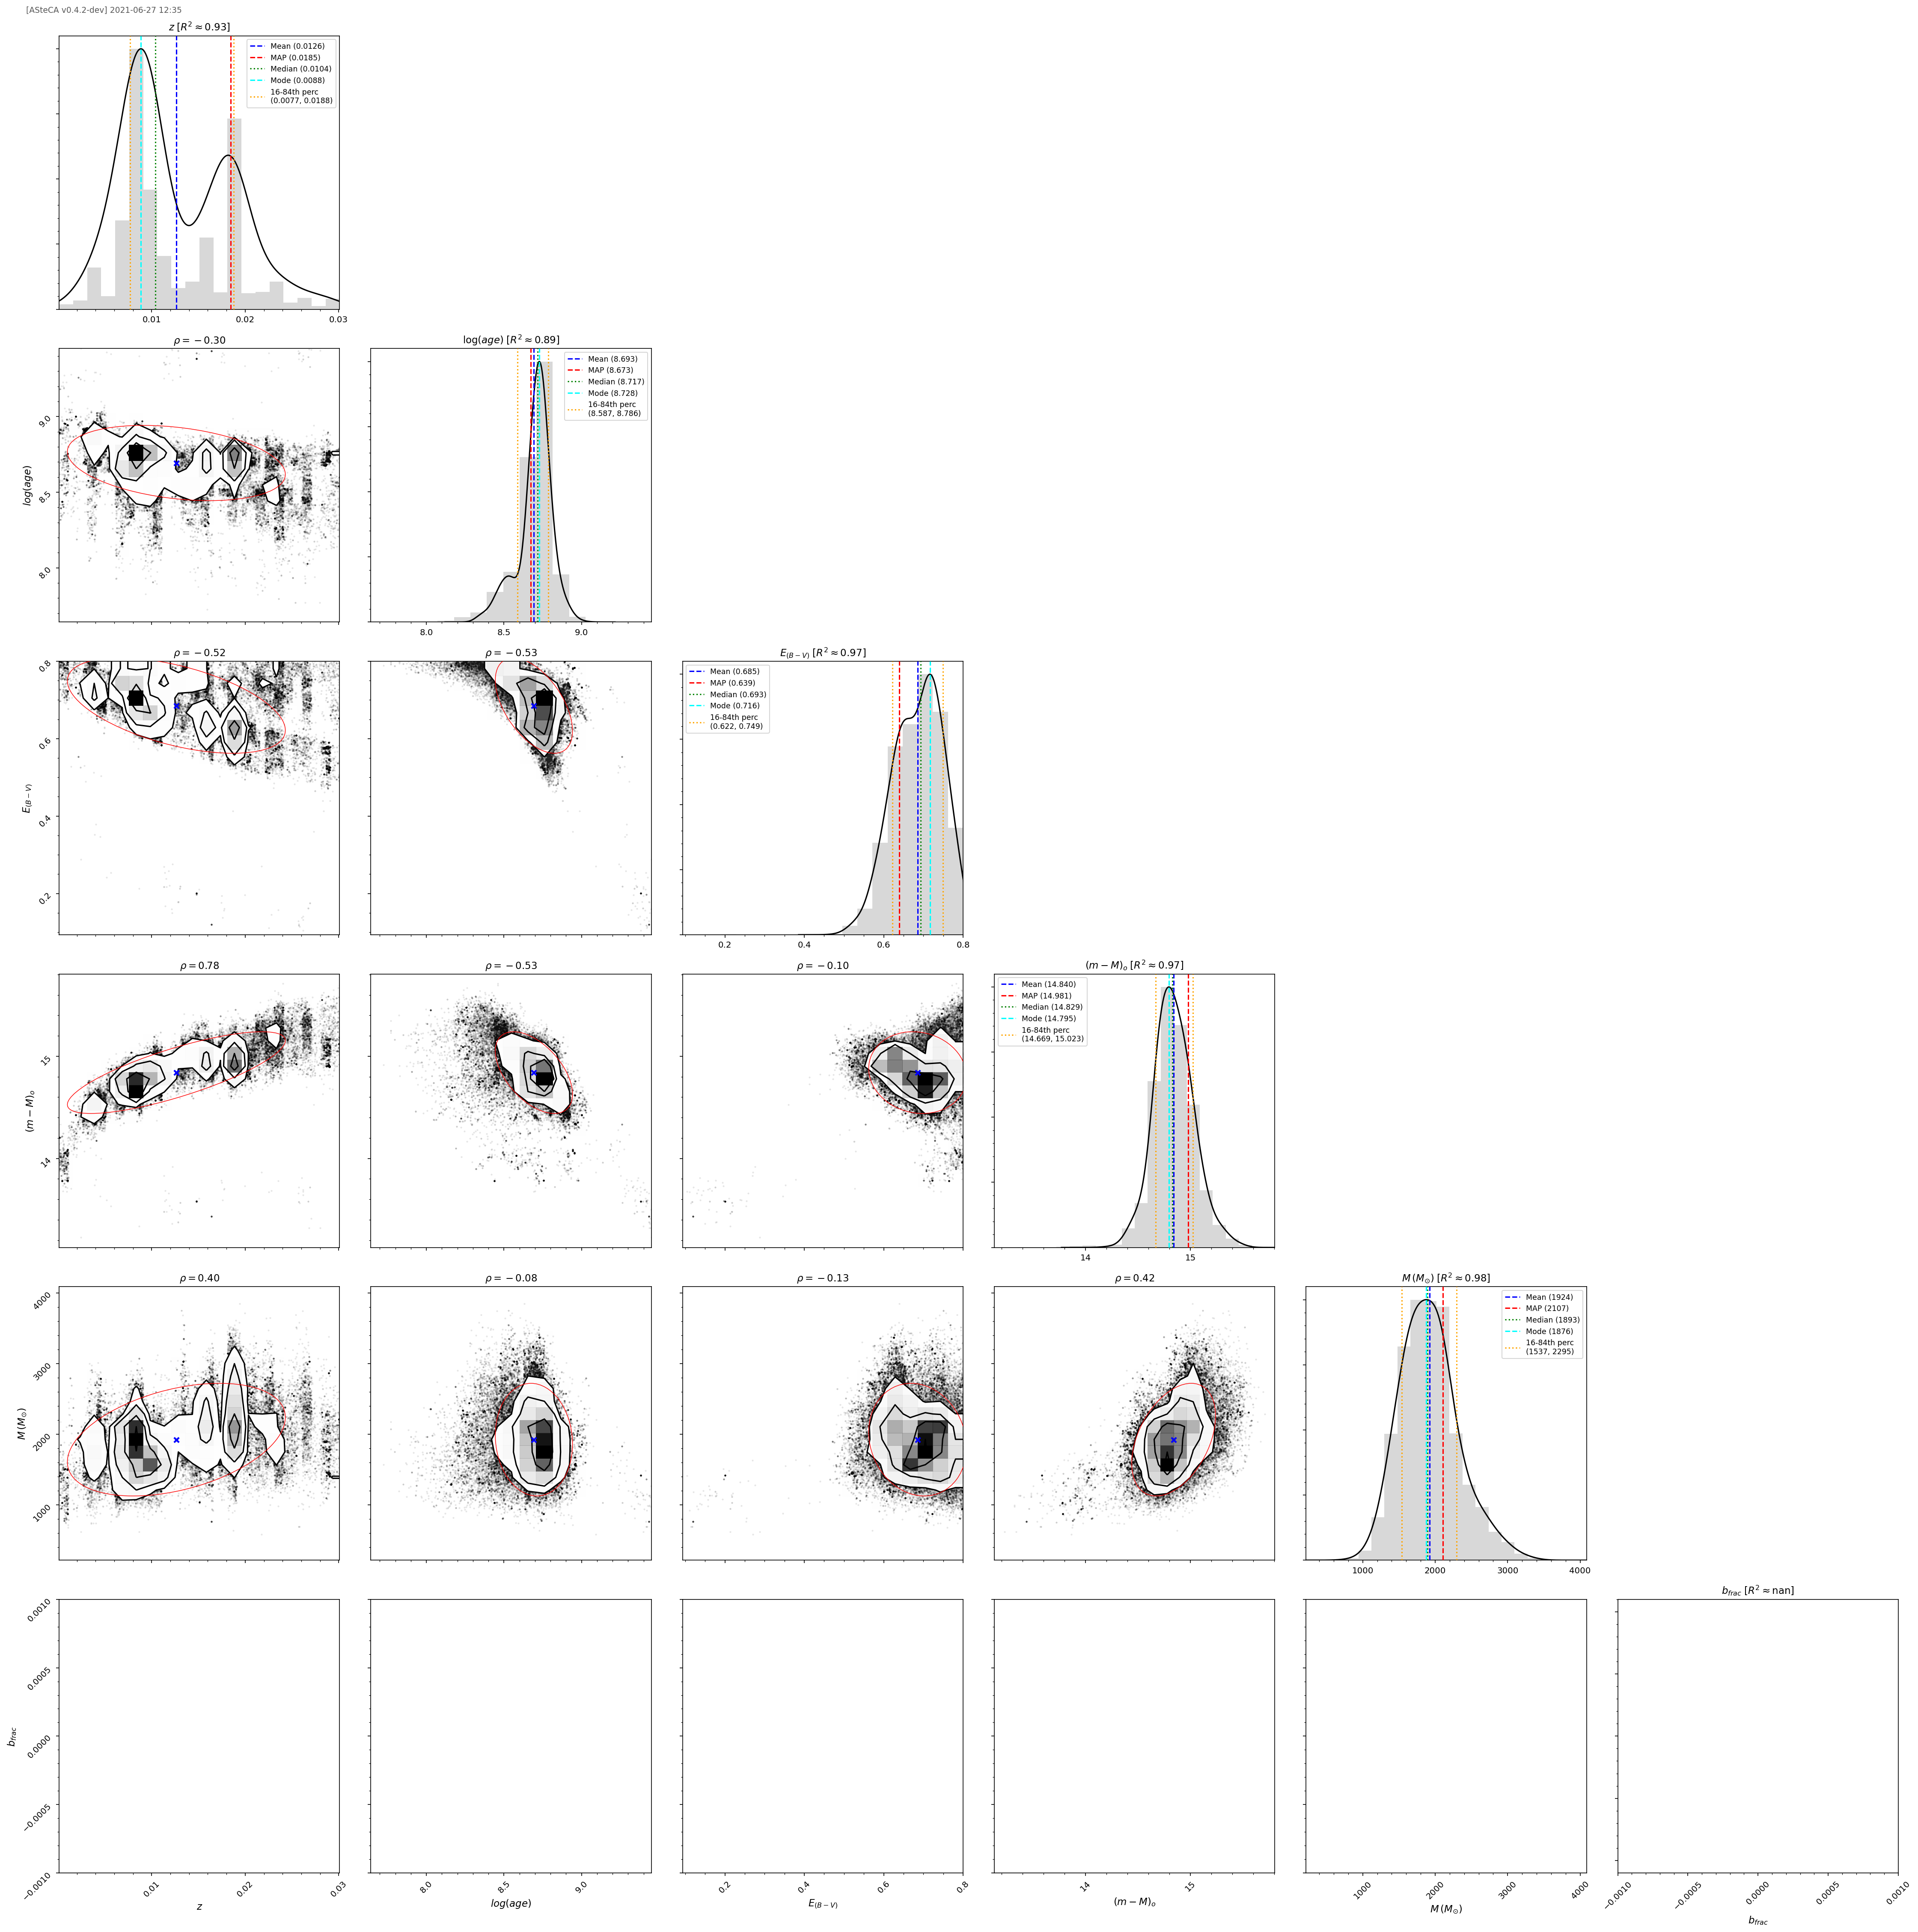 [ASteCA v0.4.2-dev] 2021-06-27 12:35
z [R² ≈ 0.93]
Mean (0.0126)
MAP (0.0185)
Median (0.0104)
Mode (0.0088)
16-84th perc
(0.0077, 0.0188)
0.01 0.02 0.03
ρ = −0.30
log(age) [R² ≈ 0.89]
Mean (8.693)
MAP (8.673)
Median (8.717)
Mode (8.728)
16-84th perc
(8.587, 8.786)
9.0
8.5
8.0
log(age)
8.0 8.5 9.0
ρ = −0.52
ρ = −0.53
E(B − V) [R² ≈ 0.97]
Mean (0.685)
MAP (0.639)
Median (0.693)
Mode (0.716)
16-84th perc
(0.622, 0.749)
0.8
0.6
0.4
0.2
E(B − V)
0.2 0.4 0.6 0.8
ρ = 0.78
ρ = −0.53
ρ = −0.10
(m − M)o [R² ≈ 0.97]
Mean (14.840)
MAP (14.981)
Median (14.829)
Mode (14.795)
16-84th perc
(14.669, 15.023)
15
14
(m − M)o
14 15
ρ = 0.40
ρ = −0.08
ρ = −0.13
ρ = 0.42
M (M⊙) [R² ≈ 0.98]
Mean (1924)
MAP (2107)
Median (1893)
Mode (1876)
16-84th perc
(1537, 2295)
4000
3000
2000
1000
M (M⊙)
1000 2000 3000 4000
bfrac [R² ≈ nan]
0.0010
0.0005
0.0000
−0.0005
−0.0010
bfrac
0.01 0.02 0.03
z
8.0 8.5 9.0
log(age)
0.2 0.4 0.6 0.8
E(B − V)
14 15
(m − M)o
1000 2000 3000 4000
M (M⊙)
−0.0010 −0.0005 0.0000 0.0005 0.0010
bfrac